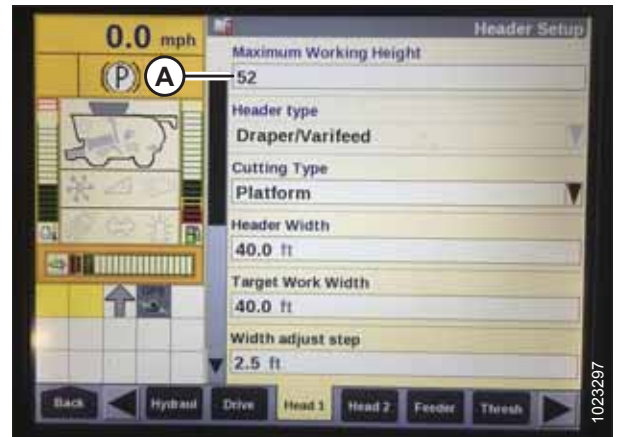 0.0 mph
(P)
A
Header Setup
Maximum Working Height
52
Header type
Draper/Varifeed
Cutting Type
Platform
Header Width
40.0 ft
Target Work Width
40.0 ft
Width adjust step
2.5 ft
Back
Hydraul
Drive
Head 1
Head 2
Feeder
Thresh
1023297